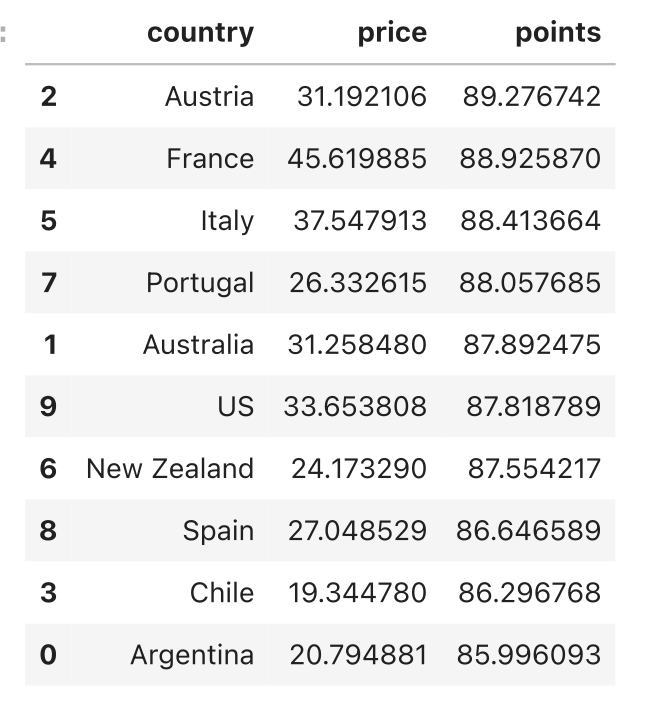 :
country price points
2 Austria 31.192106 89.276742
4 France 45.619885 88.925870
5 Italy 37.547913 88.413664
7 Portugal 26.332615 88.057685
1 Australia 31.258480 87.892475
9 US 33.653808 87.818789
6 New Zealand 24.173290 87.554217
8 Spain 27.048529 86.646589
3 Chile 19.344780 86.296768
0 Argentina 20.794881 85.996093